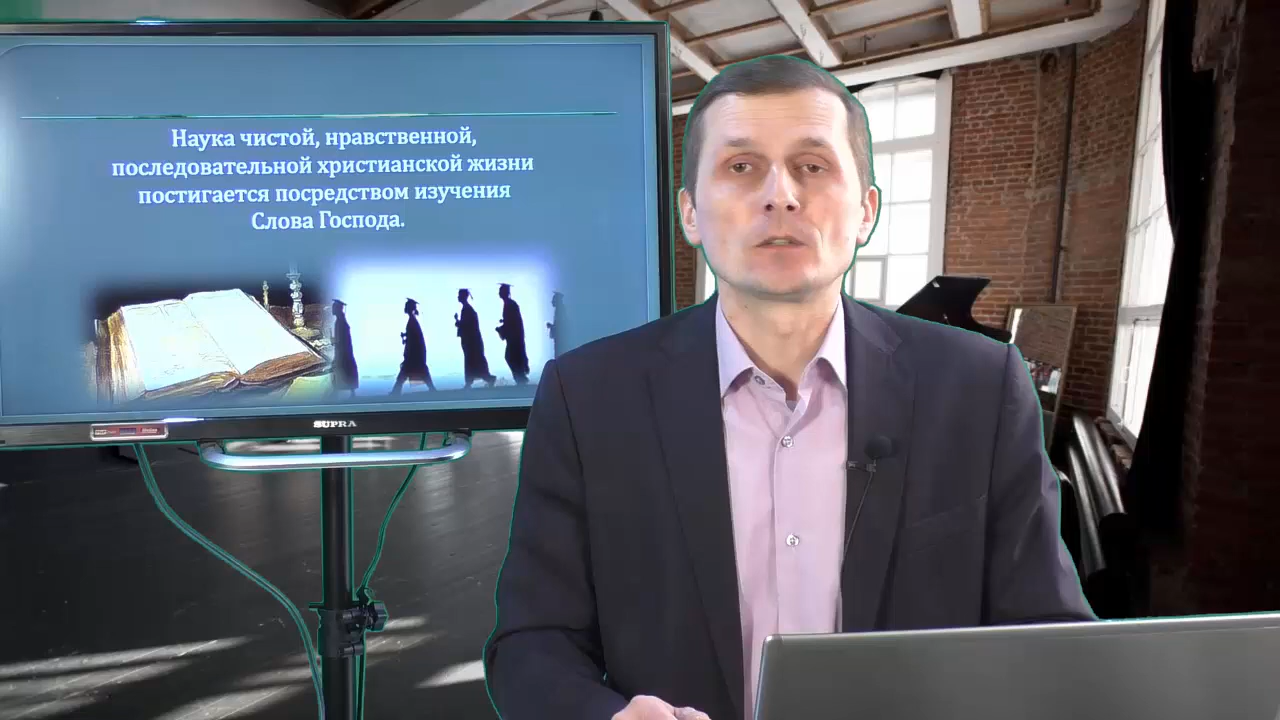 Наука чистой, нравственной,
последовательной христианской жизни
постигается посредством изучения
Слова Господа.
SUPRA